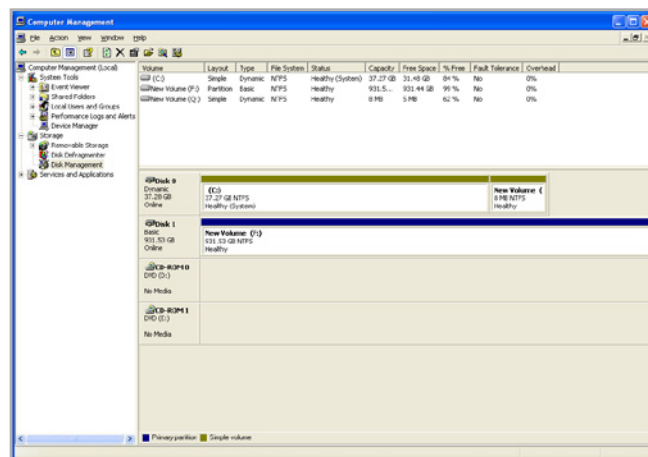 Computer Management
File Action View Window Help
Computer Management (Local)
System Tools
Event Viewer
Shared Folders
Local Users and Groups
Performance Logs and Alerts
Device Manager
Storage
Removable Storage
Disk Defragmenter
Disk Management
Services and Applications
Volume Layout Type File System Status Capacity Free Space % Free Fault Tolerance Overhead
(C:) Simple Dynamic NTFS Healthy (System) 37.27 GB 31.48 GB 84 % No 0%
New Volume (F:) Partition Basic NTFS Healthy 931.5... 931.44 GB 99 % No 0%
New Volume (Q:) Simple Dynamic NTFS Healthy 8 MB 5 MB 62 % No 0%
Disk 0
Dynamic
37.28 GB
Online
(C:)
37.27 GB NTFS
Healthy (System)
New Volume (
8 MB NTFS
Healthy
Disk 1
Basic
931.53 GB
Online
New Volume (F:)
931.53 GB NTFS
Healthy
CD-ROM 0
DVD (D:)
No Media
CD-ROM 1
DVD (E:)
No Media
Primary partition Simple volume